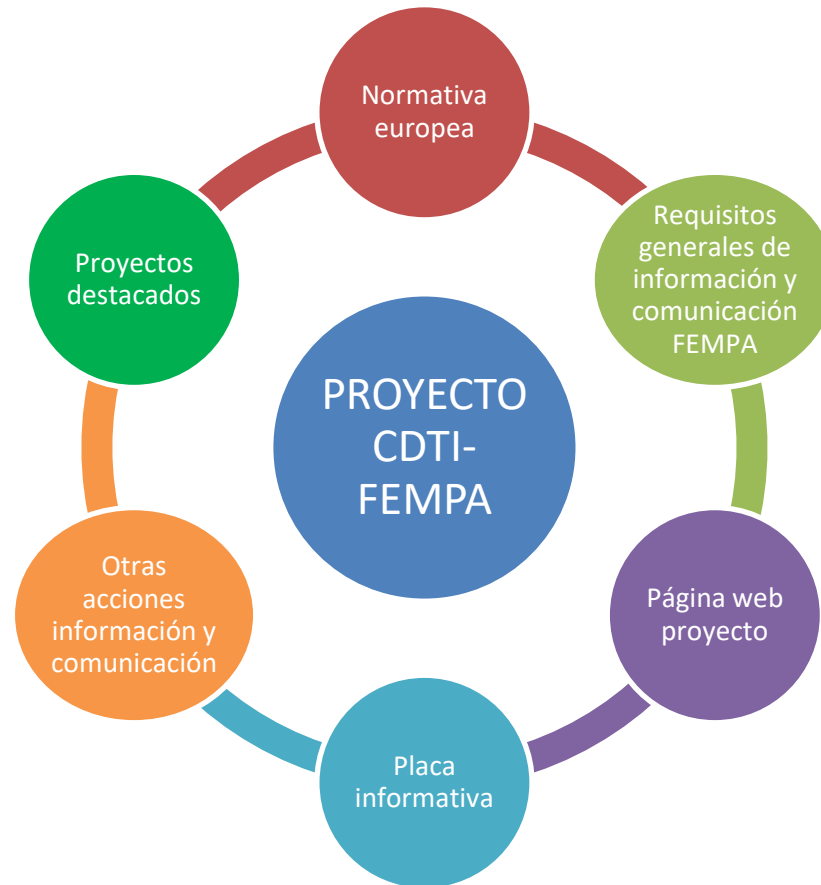 Normativa
europea
Requisitos
generales de
información y
comunicación
FEMPA
Página web
proyecto
Placa
informativa
Otras
acciones
información y
comunicación
Proyectos
destacados
PROYECTO
CDTI-
FEMPA